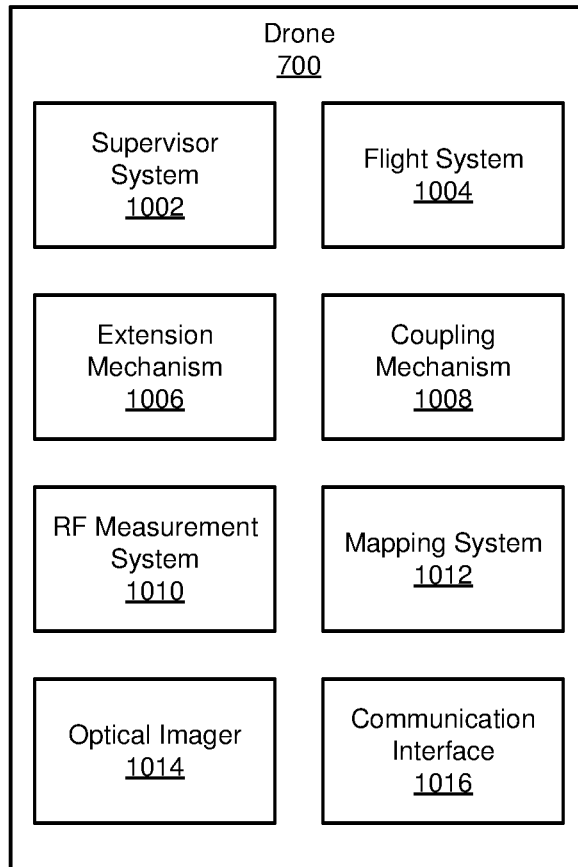 Drone
700
Supervisor
System
1002
Flight System
1004
Extension
Mechanism
1006
Coupling
Mechanism
1008
RF Measurement
System
1010
Mapping System
1012
Optical Imager
1014
Communication
Interface
1016